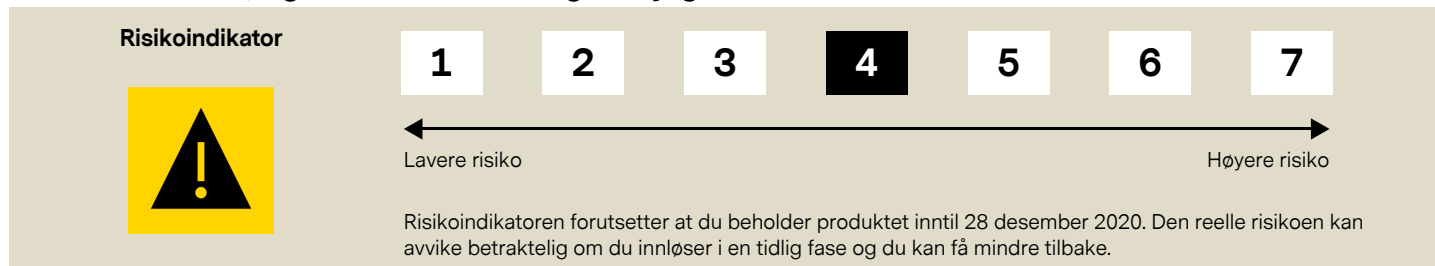 Risikoindikator
1 2 3 4 5 6 7
Lavere risiko Høyere risiko
Risikoindikatoren forutsetter at du beholder produktet inntil 28 desember 2020. Den reelle risikoen kan
avvike betraktelig om du innløser i en tidlig fase og du kan få mindre tilbake.